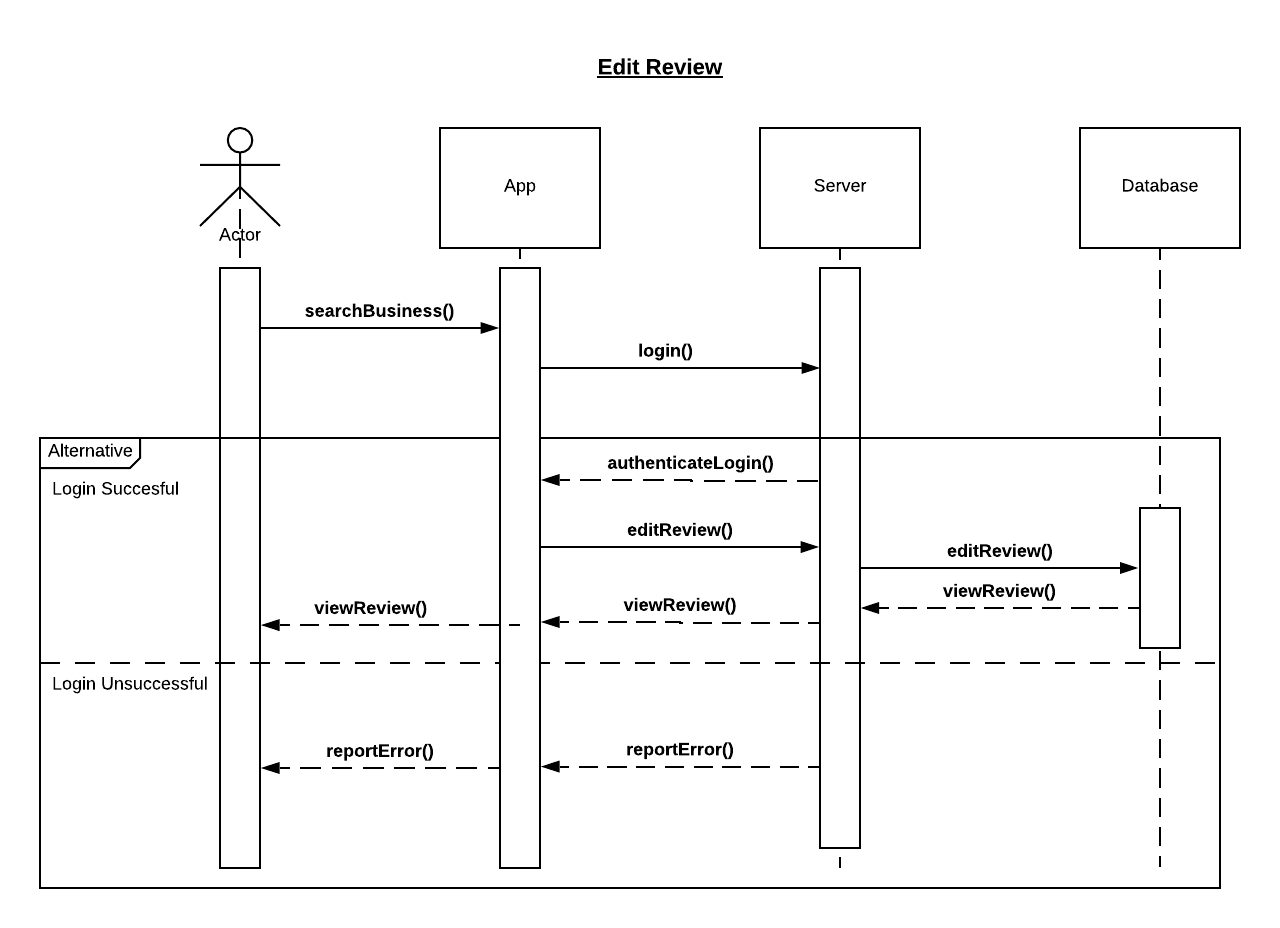 Edit Review
Actor
App
Server
Database
searchBusiness()
login()
Alternative
authenticateLogin()
Login Succesful
editReview()
editReview()
viewReview()
viewReview()
viewReview()
Login Unsuccessful
reportError()
reportError()